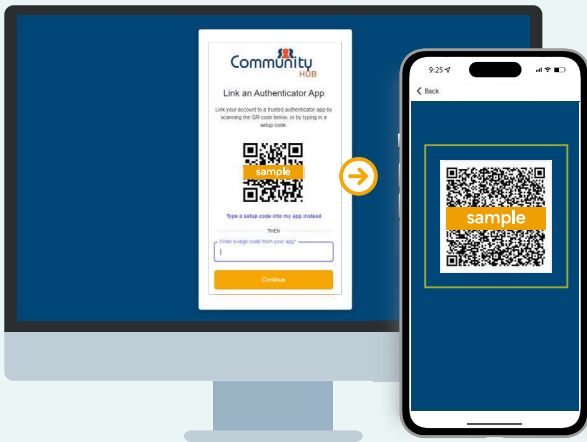 Community
HUB
Link an Authenticator App
Link your account to a trusted authenticator app by
scanning the QR code below, or by typing in a
setup code.
sample
Type a setup code into my app instead
THEN
Enter 6-digit code from your app*
Continue
9:25
Back
sample